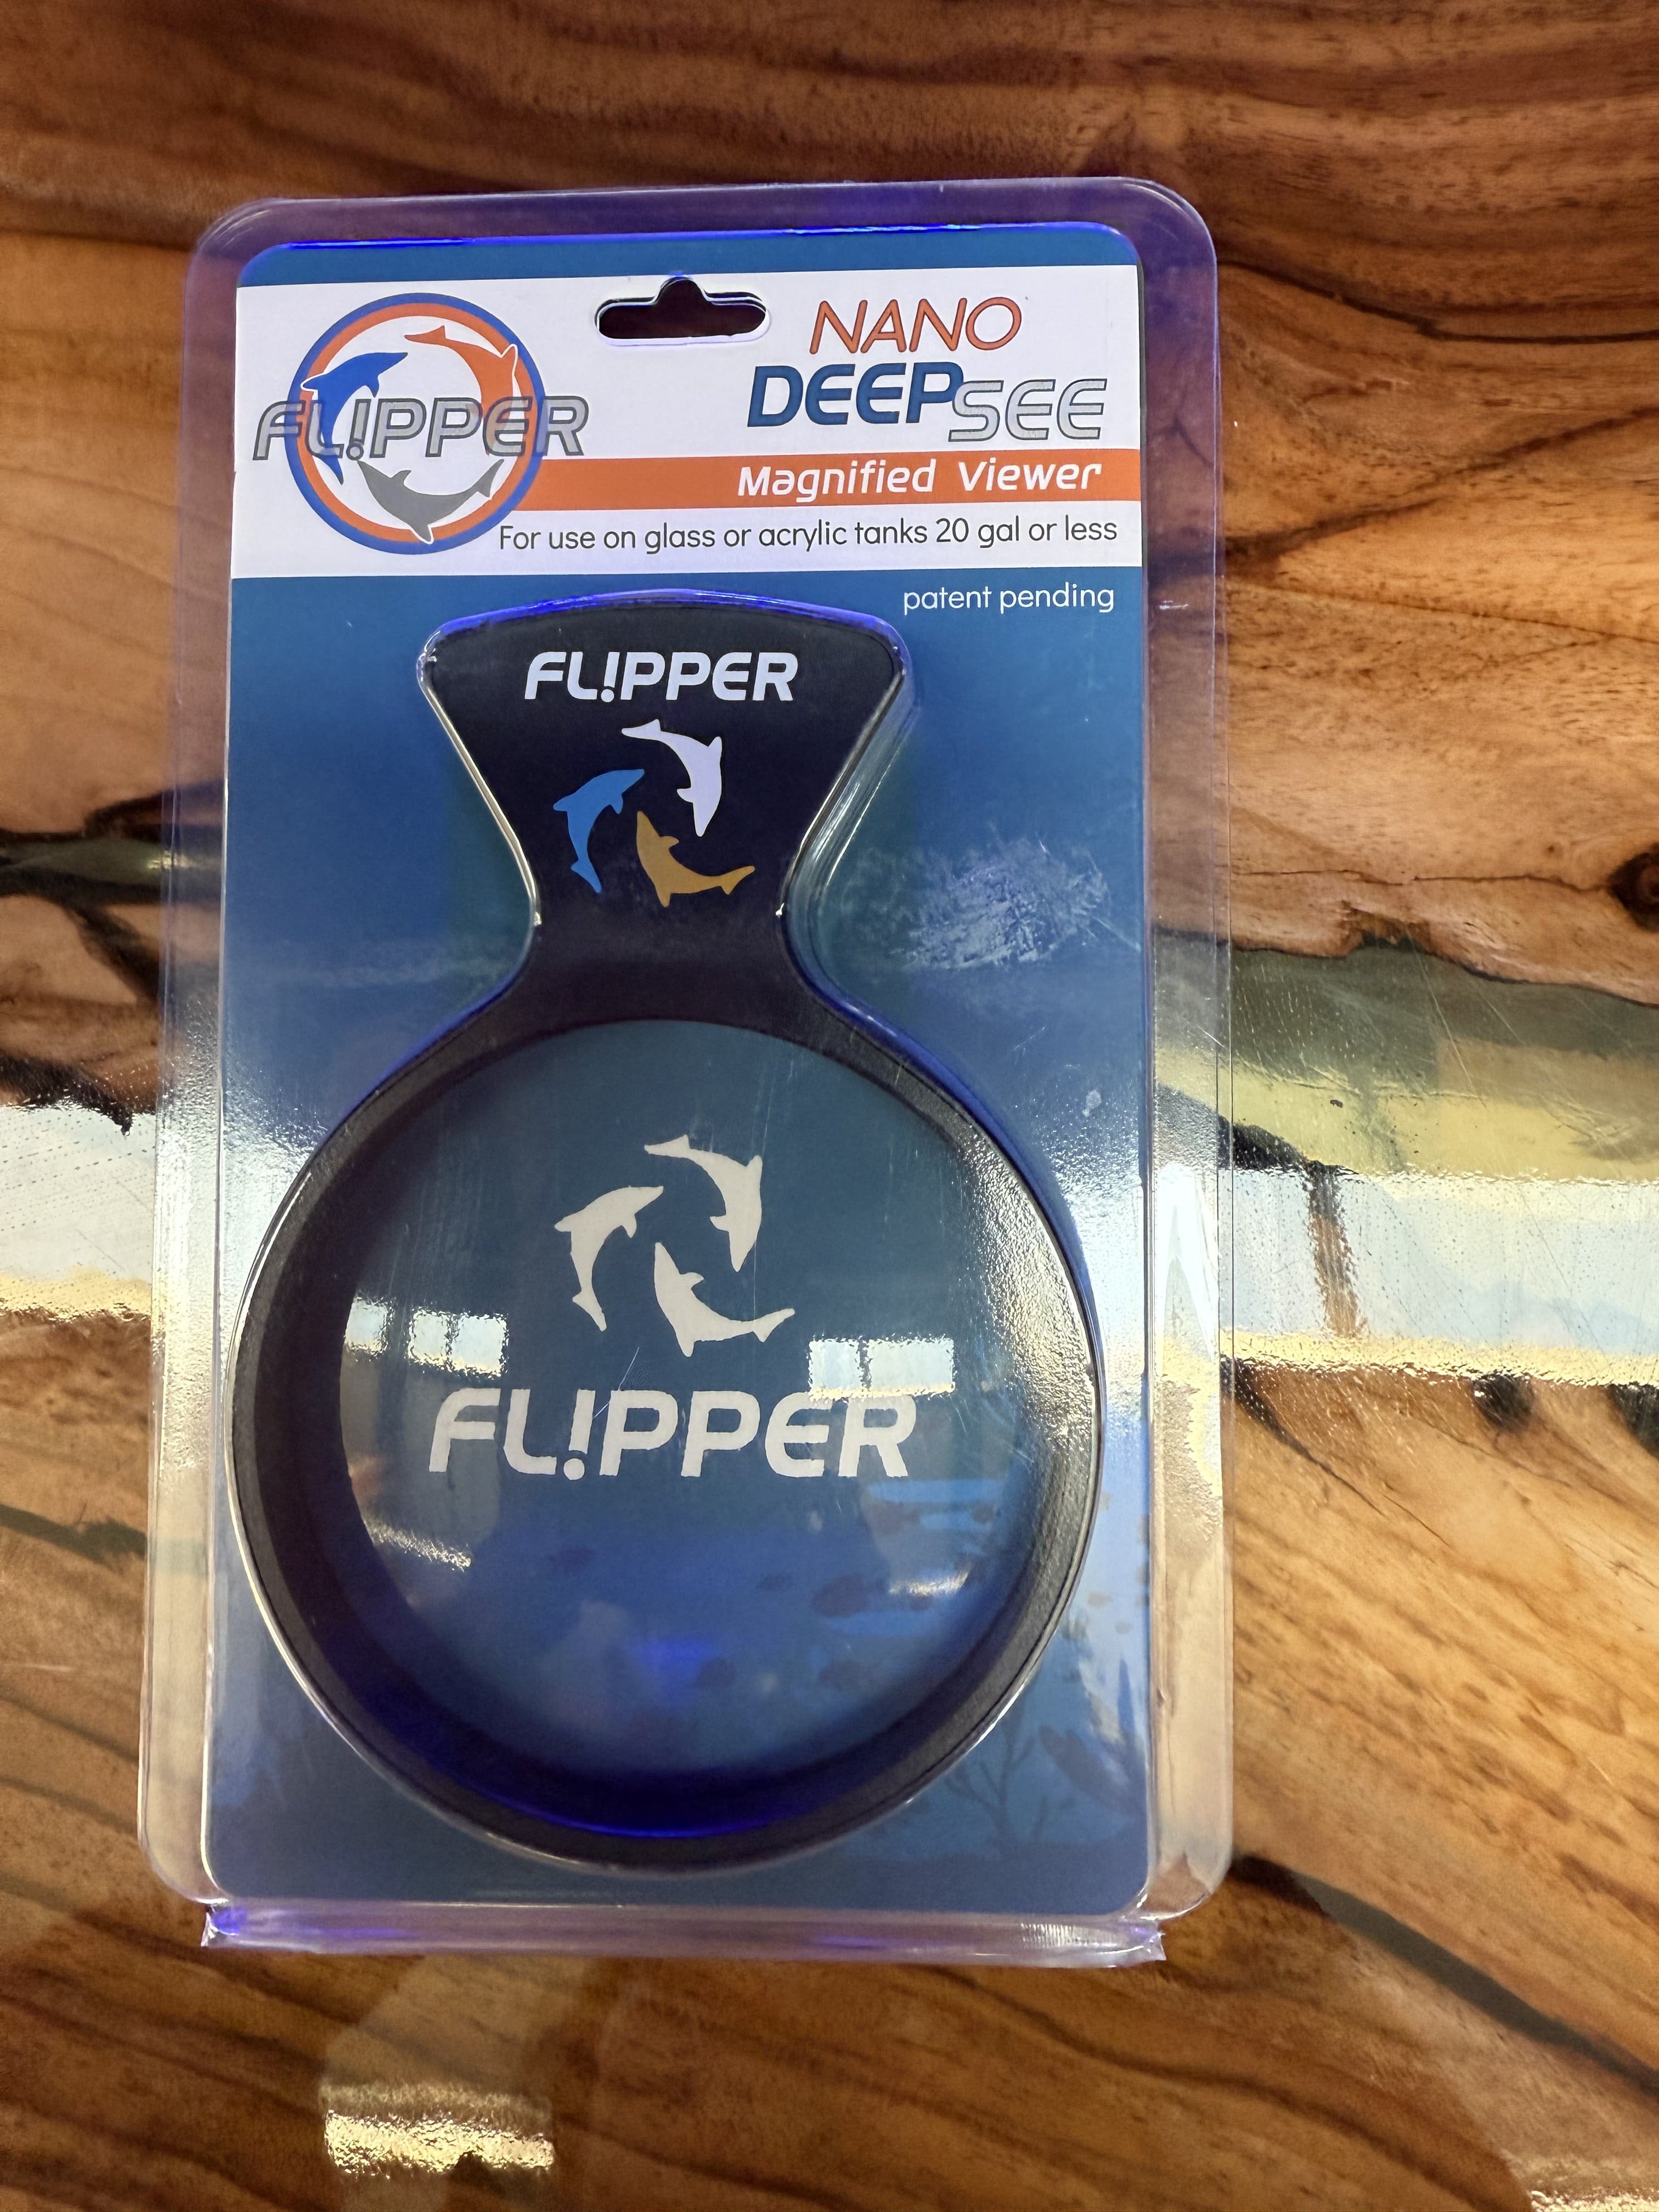 FL!PPER
NANO
DEEPSEE
Magnified Viewer
For use on glass or acrylic tanks 20 gal or less
patent pending
FL!PPER
FL!PPER